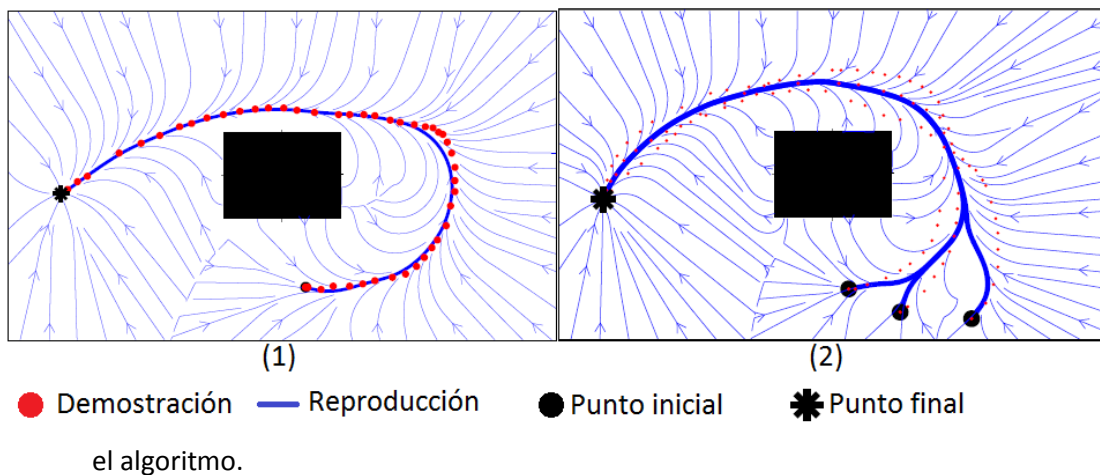 (1) (2)
Demostración Reproducción Punto inicial Punto final
el algoritmo.